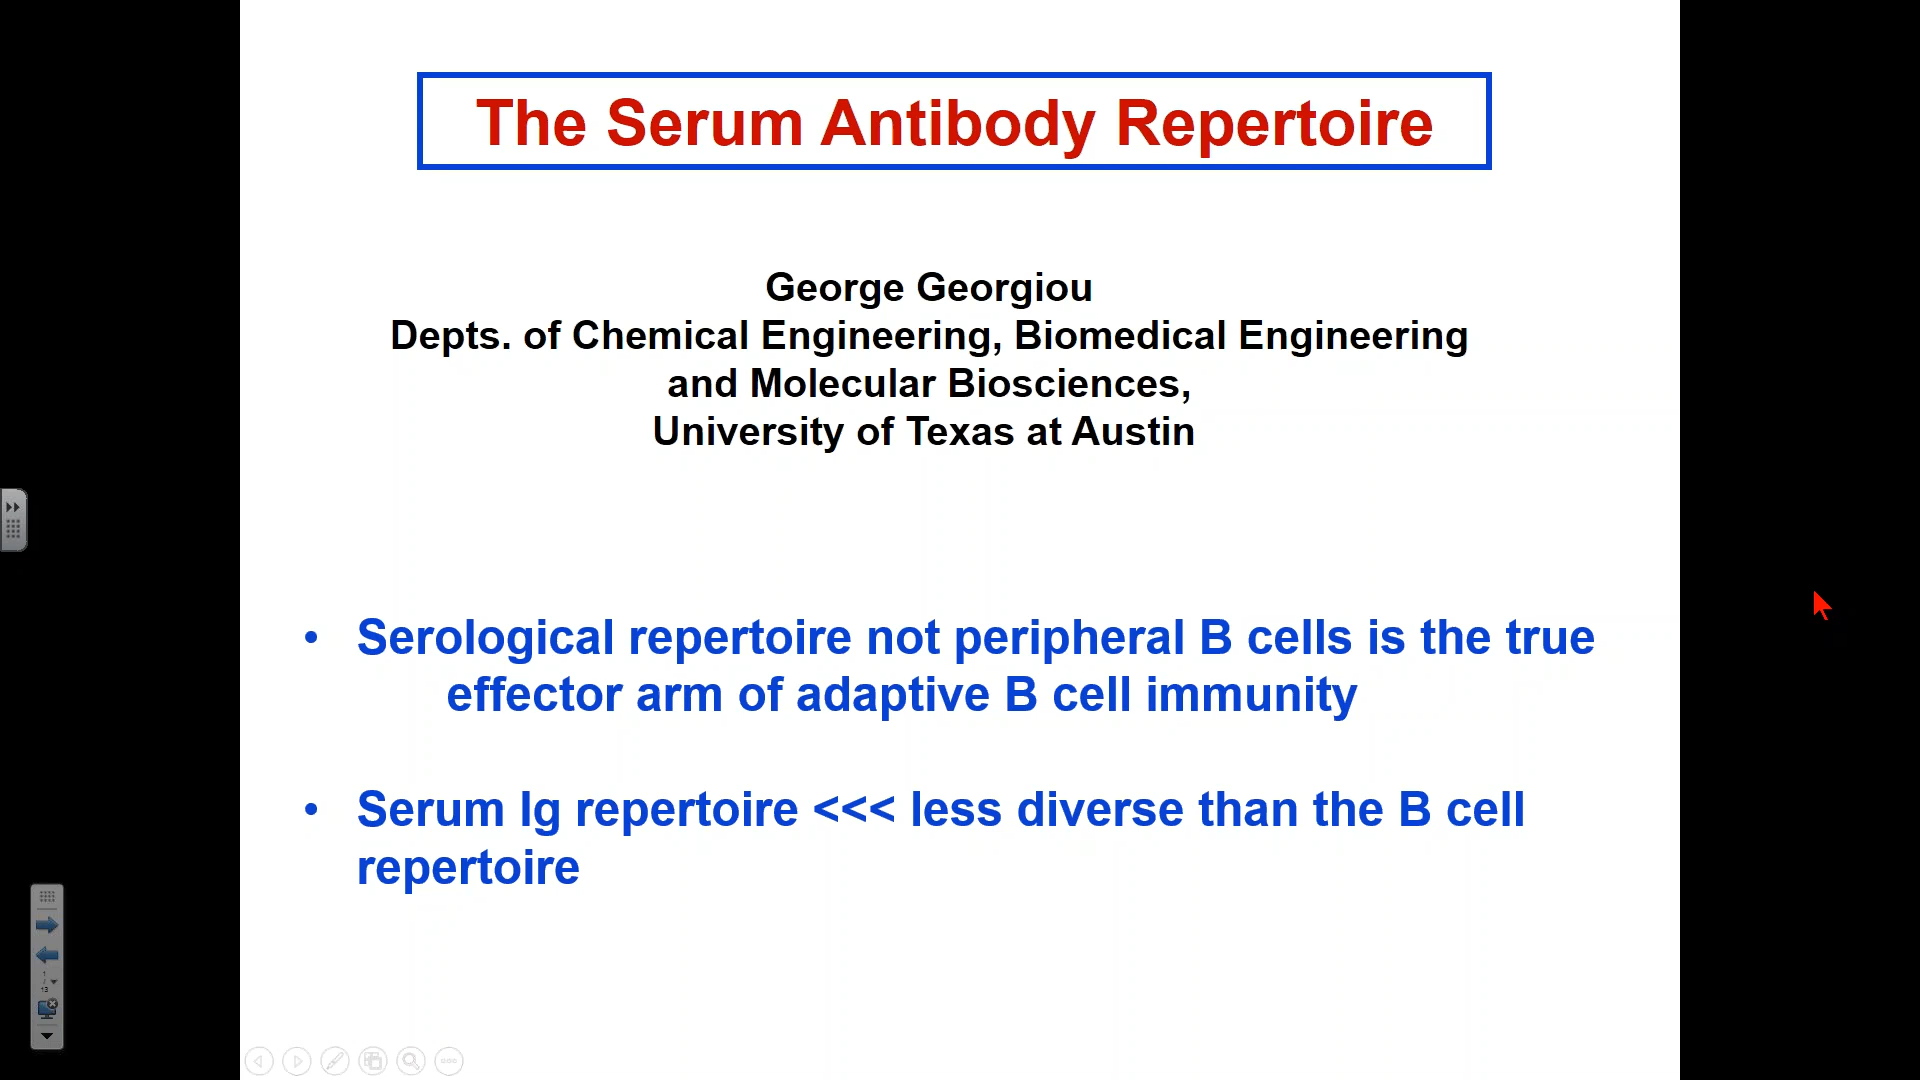 The Serum Antibody Repertoire
George Georgiou
Depts. of Chemical Engineering, Biomedical Engineering
and Molecular Biosciences,
University of Texas at Austin
• Serological repertoire not peripheral B cells is the true
effector arm of adaptive B cell immunity
• Serum Ig repertoire <<< less diverse than the B cell
repertoire
1
/
13